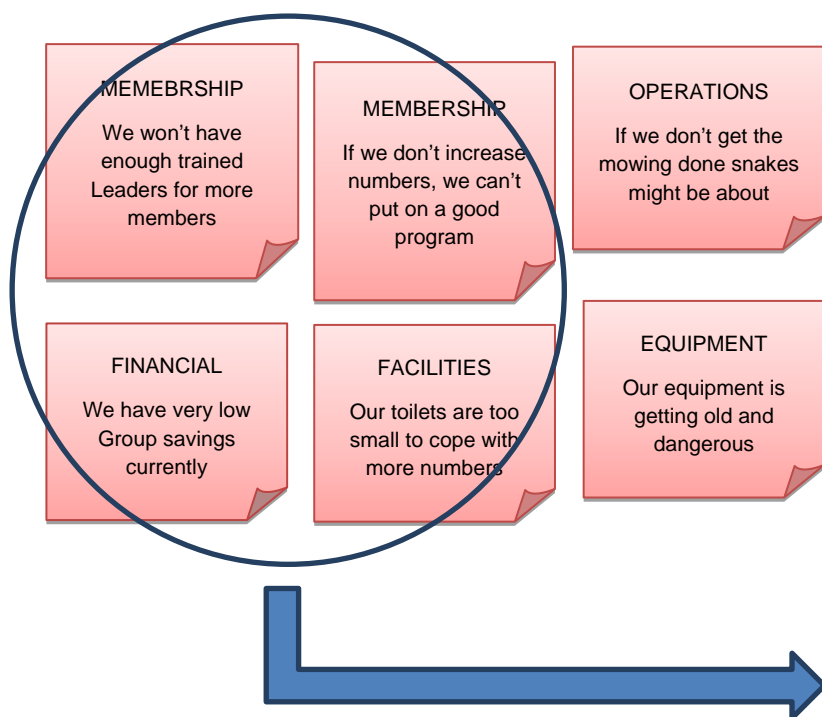 MEMEBRSHIP
We won’t have
enough trained
Leaders for more
members
MEMBERSHIP
If we don’t increase
numbers, we can’t
put on a good
program
OPERATIONS
If we don’t get the
mowing done snakes
might be about
FINANCIAL
We have very low
Group savings
currently
FACILITIES
Our toilets are too
small to cope with
more numbers
EQUIPMENT
Our equipment is
getting old and
dangerous